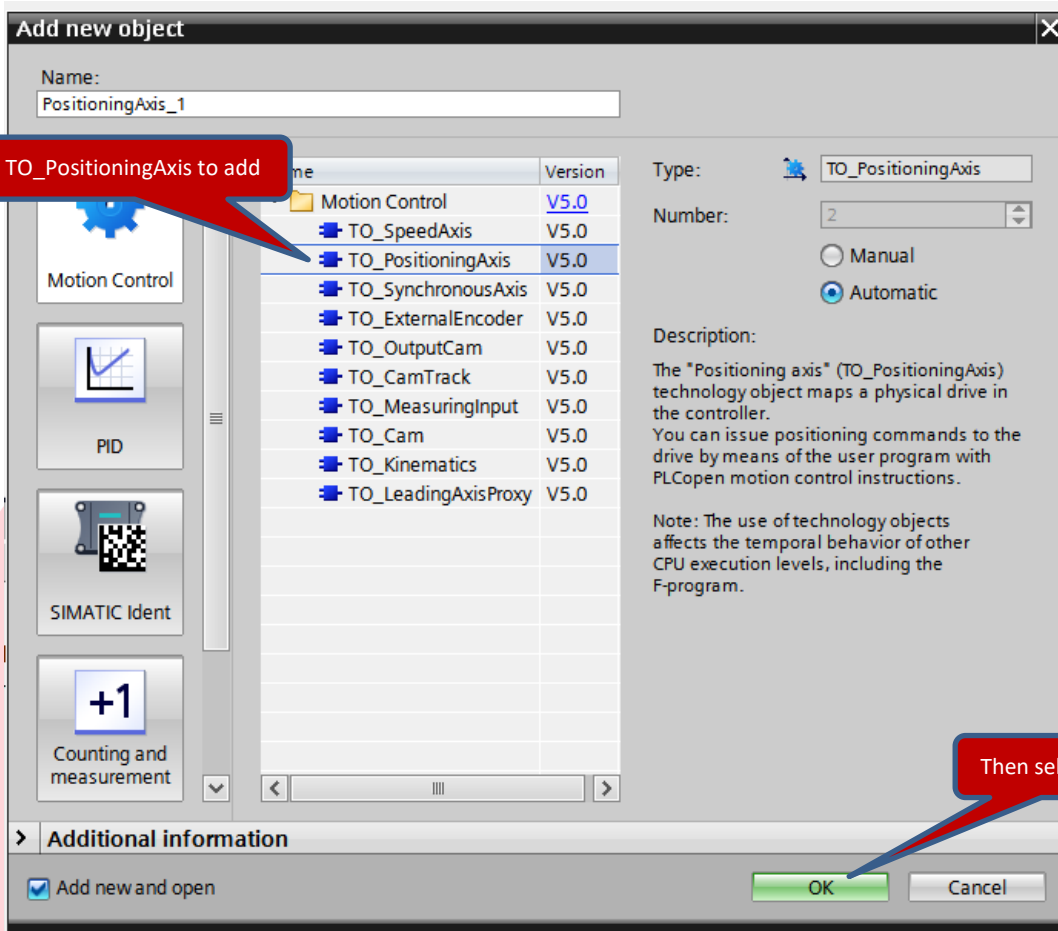 Add new object
Name:
PositioningAxis_1
TO_PositioningAxis to add
Motion Control
PID
SIMATIC Ident
+1
Counting and
measurement
me Version
Motion Control V5.0
TO_SpeedAxis V5.0
TO_PositioningAxis V5.0
TO_SynchronousAxis V5.0
TO_ExternalEncoder V5.0
TO_OutputCam V5.0
TO_CamTrack V5.0
TO_MeasuringInput V5.0
TO_Cam V5.0
TO_Kinematics V5.0
TO_LeadingAxisProxy V5.0
Type: TO_PositioningAxis
Number: 2
Manual
Automatic
Description:
The "Positioning axis" (TO_PositioningAxis)
technology object maps a physical drive in
the controller.
You can issue positioning commands to the
drive by means of the user program with
PLCopen motion control instructions.
Note: The use of technology objects
affects the temporal behavior of other
CPU execution levels, including the
F-program.
Then sel
Additional information
Add new and open
OK
Cancel